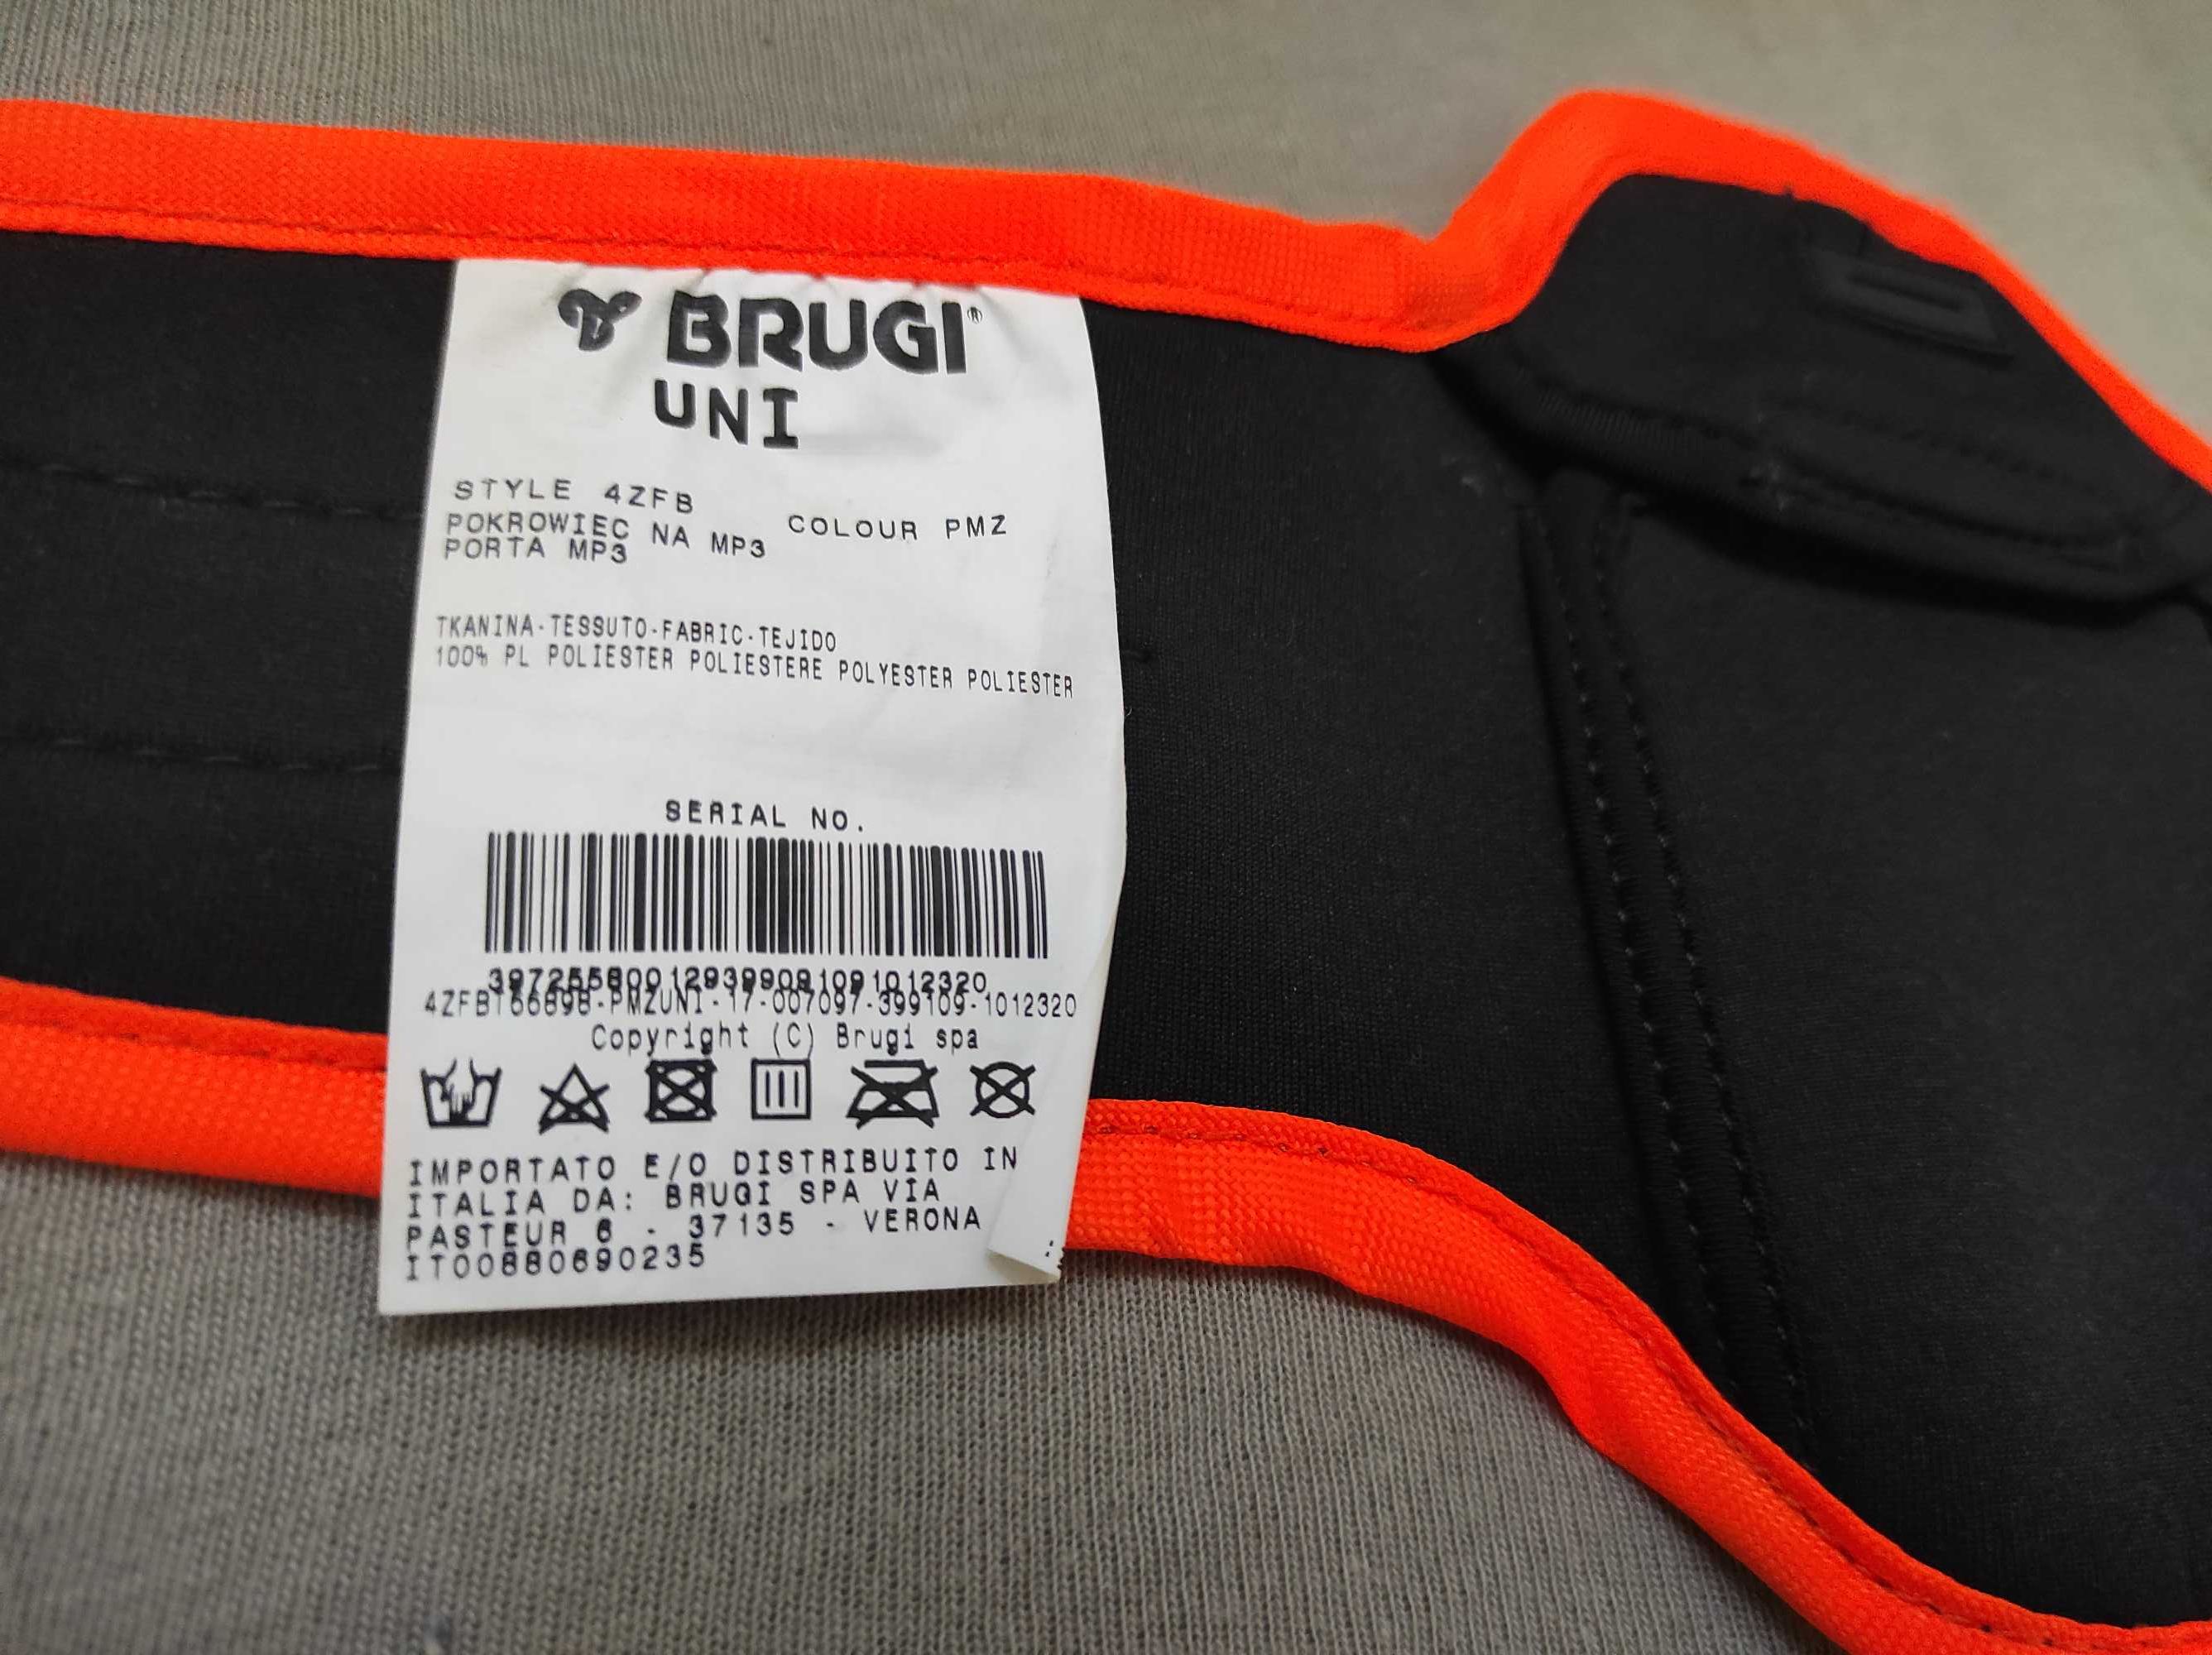 BRUGI®
UNI
STYLE 4ZFB
COLOUR PMZ
POKROWIEC NA MP3
PORTA MP3
TKANINA-TESSUTO-FABRIC-TEJIDO
100% PL POLIESTER POLIESTERE POLYESTER POLIESTER
SERIAL NO.
Copyright (C) Brugi spa
IMPORTATO E/O DISTRIBUITO IN
ITALIA DA: BRUGI SPA VIA
PASTEUR 6 - 37135 - VERONA
IT00880690235